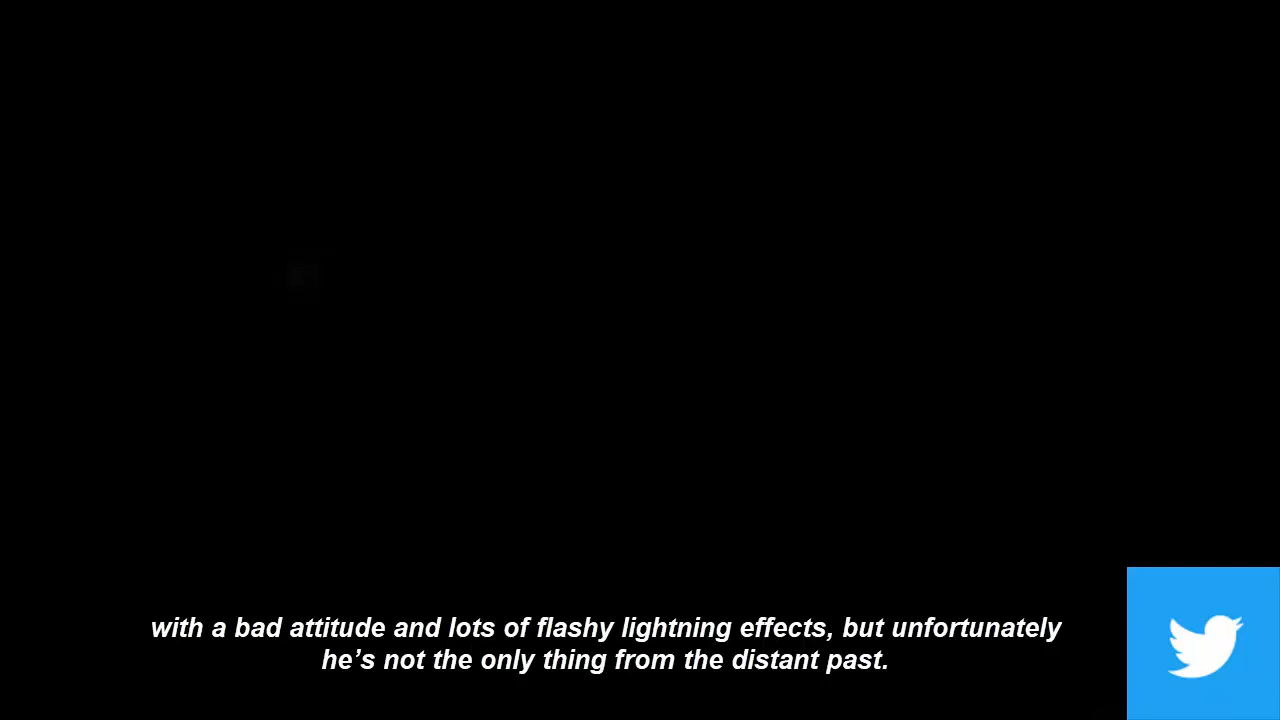 with a bad attitude and lots of flashy lightning effects, but unfortunately
he’s not the only thing from the distant past.